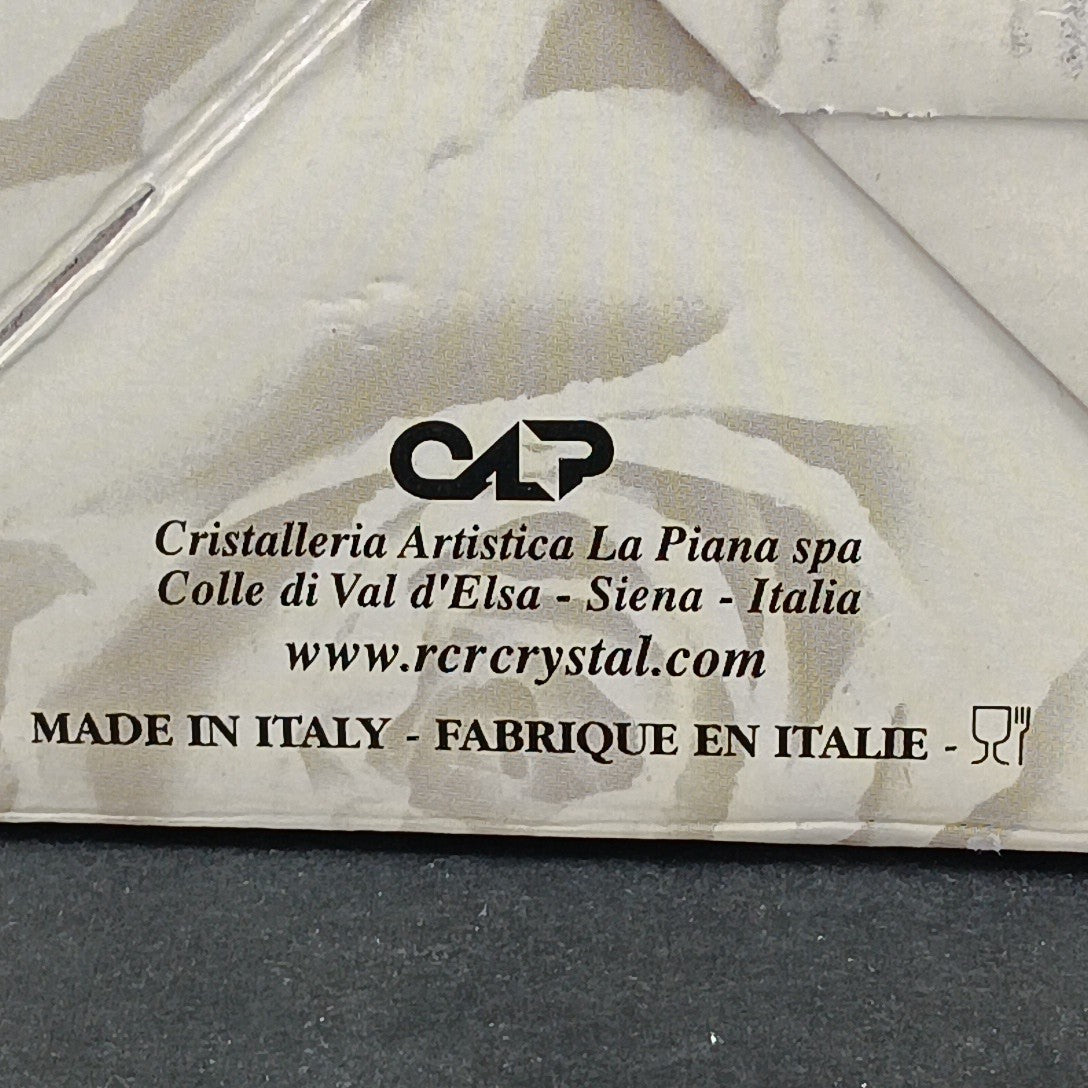 CALP
Cristalleria Artistica La Piana spa
Colle di Val d'Elsa - Siena - Italia
www.rcrcrystal.com
MADE IN ITALY - FABRIQUE EN ITALIE -